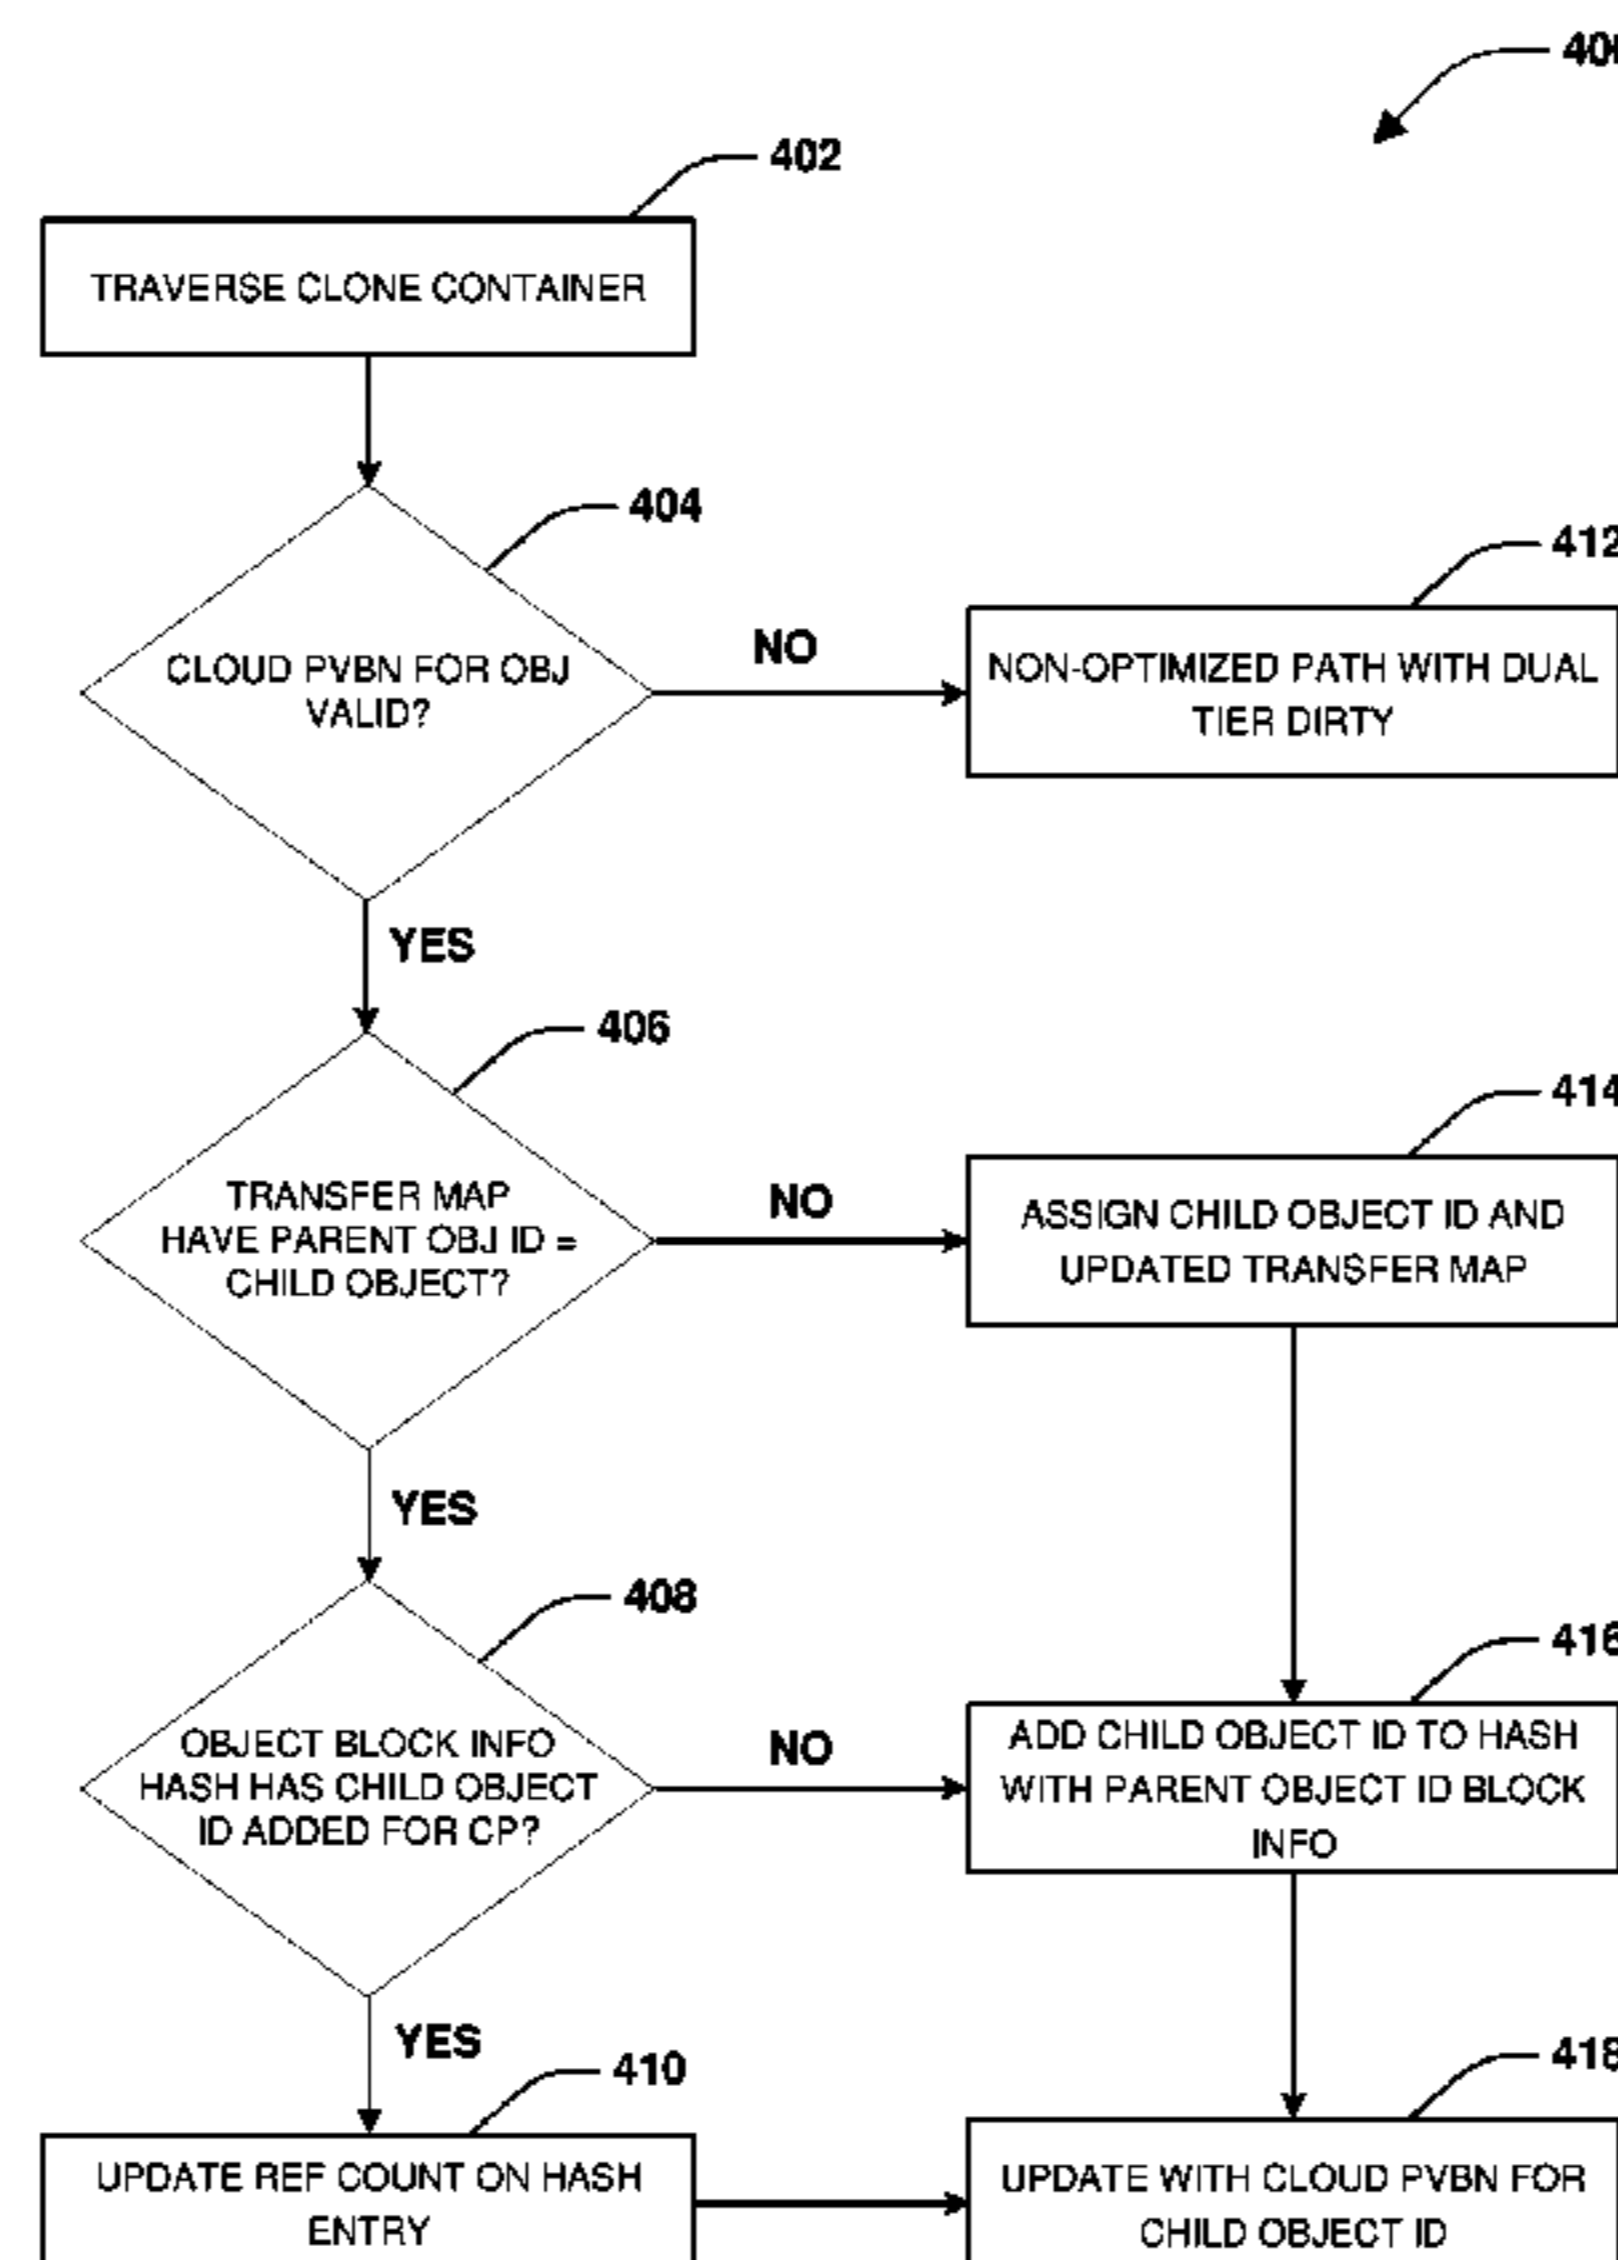 400
402
TRAVERSE CLONE CONTAINER
404
CLOUD PVBN FOR OBJ
VALID?
NO
412
NON-OPTIMIZED PATH WITH DUAL
TIER DIRTY
YES
406
TRANSFER MAP
HAVE PARENT OBJ ID =
CHILD OBJECT?
NO
414
ASSIGN CHILD OBJECT ID AND
UPDATED TRANSFER MAP
YES
408
OBJECT BLOCK INFO
HASH HAS CHILD OBJECT
ID ADDED FOR CP?
NO
416
ADD CHILD OBJECT ID TO HASH
WITH PARENT OBJECT ID BLOCK
INFO
YES
410
UPDATE REF COUNT ON HASH
ENTRY
418
UPDATE WITH CLOUD PVBN FOR
CHILD OBJECT ID